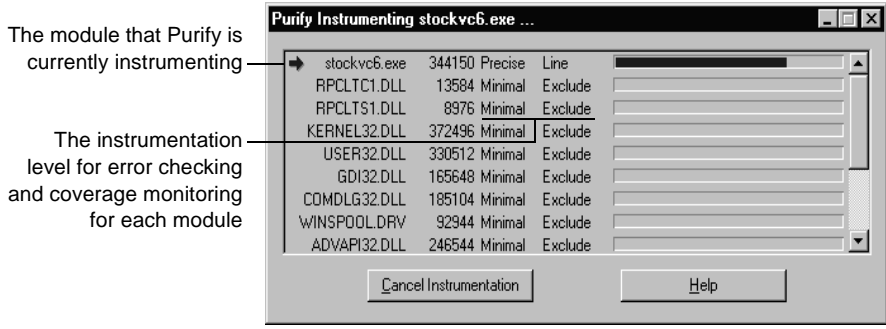 Purify Instrumenting stockvc6.exe ...
The module that Purify is
currently instrumenting
stockvc6.exe 344150 Precise Line
RPCLTC1.DLL 13584 Minimal Exclude
RPCLTS1.DLL 8976 Minimal Exclude
KERNEL32.DLL 372496 Minimal Exclude
USER32.DLL 330512 Minimal Exclude
GDI32.DLL 165648 Minimal Exclude
COMDLG32.DLL 185104 Minimal Exclude
WINSPOOL.DRV 92944 Minimal Exclude
ADVAPI32.DLL 246544 Minimal Exclude
The instrumentation
level for error checking
and coverage monitoring
for each module
Cancel Instrumentation
Help